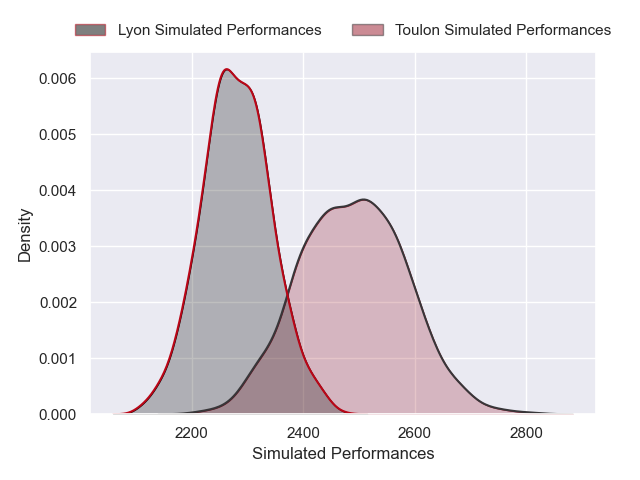 Lyon Simulated Performances Toulon Simulated Performances
0.006
0.005
0.004
0.003
0.002
0.001
0.000
Density
2200 2400 2600 2800
Simulated Performances